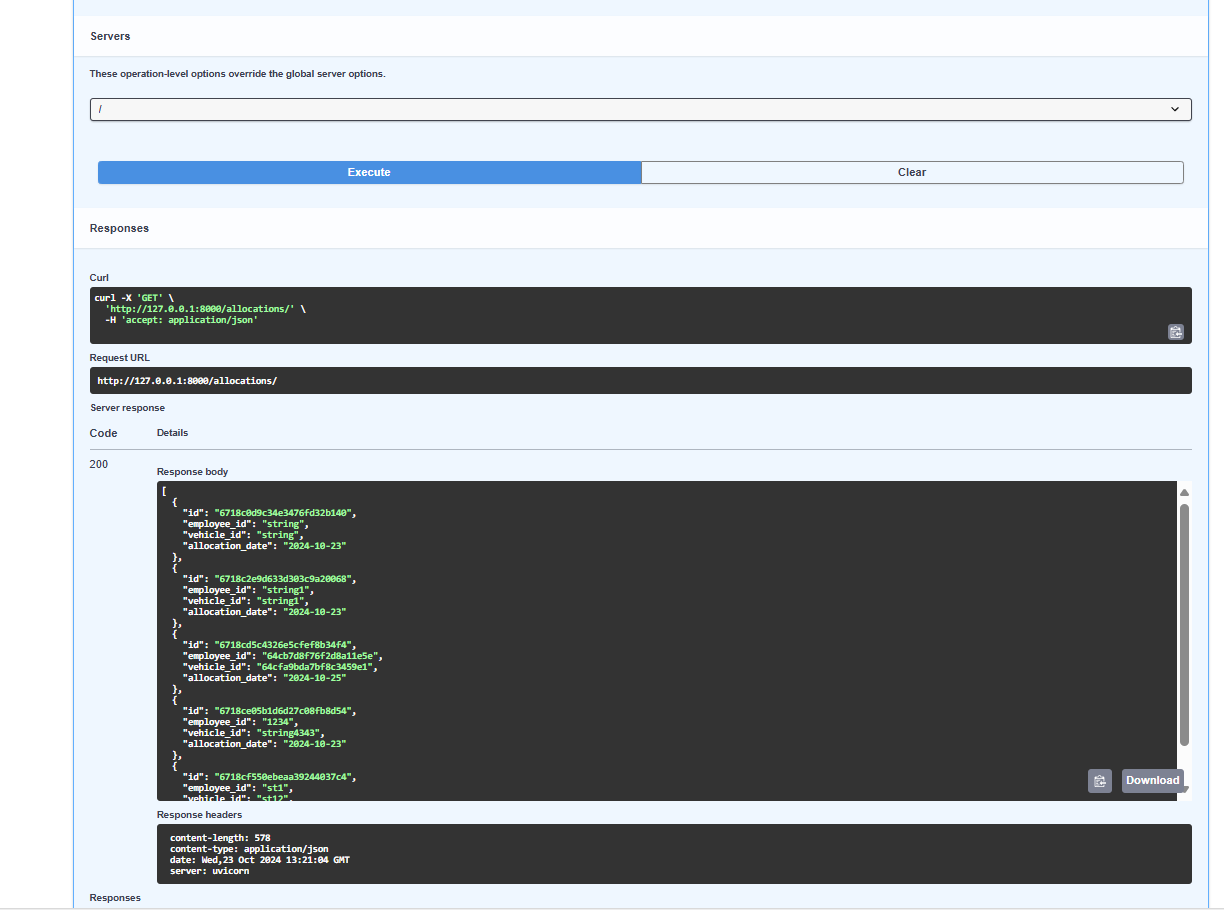 Servers
These operation-level options override the global server options.
/
Execute
Clear
Responses
Curl
curl -X 'GET' \
  'http://127.0.0.1:8000/allocations/' \
  -H 'accept: application/json'
Request URL
http://127.0.0.1:8000/allocations/
Server response
Code
Details
200
Response body
[
  {
    "id": "6718c0d9c34e3476fd32b140",
    "employee_id": "string",
    "vehicle_id": "string",
    "allocation_date": "2024-10-23"
  },
  {
    "id": "6718c2e9d633d303c9a20068",
    "employee_id": "string1",
    "vehicle_id": "string1",
    "allocation_date": "2024-10-23"
  },
  {
    "id": "6718cd5c4326e5cfef8b34f4",
    "employee_id": "64cb7d8f76f2d8a11e5e",
    "vehicle_id": "64cfa9bda7bf8c3459e1",
    "allocation_date": "2024-10-25"
  },
  {
    "id": "6718ce05b1d6d27c08fb8d54",
    "employee_id": "1234",
    "vehicle_id": "string4343",
    "allocation_date": "2024-10-23"
  },
  {
    "id": "6718cf550ebeaa39244037c4",
    "employee_id": "st1",
    "vehicle_id": "st12",
Download
Response headers
content-length: 578
content-type: application/json
date: Wed,23 Oct 2024 13:21:04 GMT
server: uvicorn
Responses